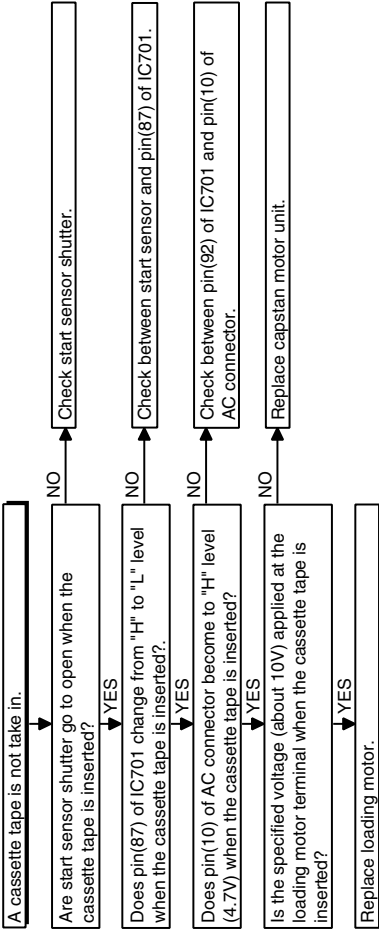 A cassette tape is not take in.
Are start sensor shutter go to open when the
cassette tape is inserted?
NO
Check start sensor shutter.
YES
Does pin(87) of IC701 change from "H" to "L" level
when the cassette tape is inserted?.
NO
Check between start sensor and pin(87) of IC701.
YES
Does pin(10) of AC connector become to "H" level
(4.7V) when the cassette tape is inserted?
NO
Check between pin(92) of IC701 and pin(10) of
AC connector.
YES
Is the specified voltage (about 10V) applied at the
loading motor terminal when the cassette tape is
inserted?
NO
Replace capstan motor unit.
YES
Replace loading motor.